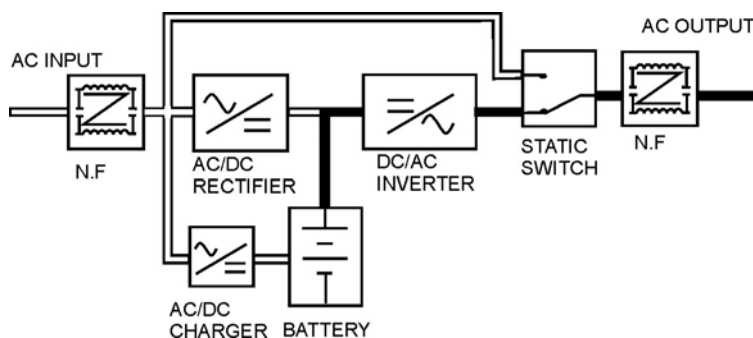 AC INPUT
AC OUTPUT
N.F
AC/DC
RECTIFIER
DC/AC
INVERTER
STATIC
SWITCH
N.F
AC/DC
CHARGER
BATTERY